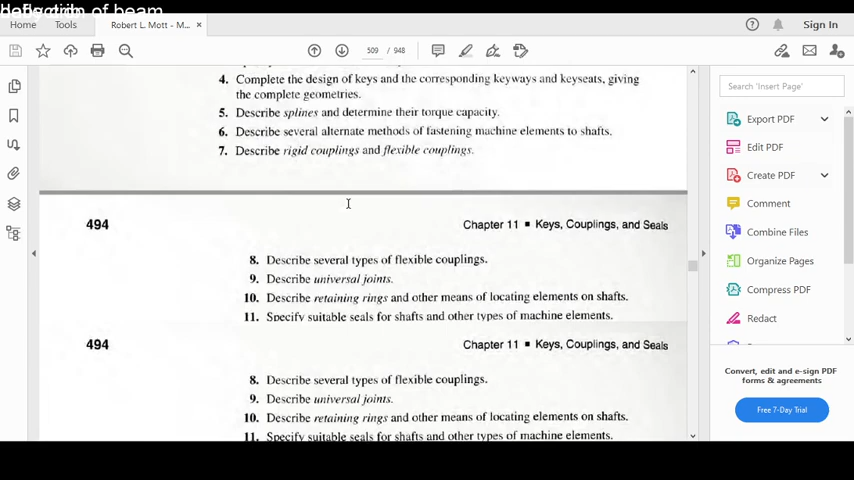 of beam
Home
Tools
Robert L. Mott - M...
×
Sign In
509 / 948
4. Complete the design of keys and the corresponding keyways and keyseats, giving
the complete geometries.
5. Describe splines and determine their torque capacity.
6. Describe several alternate methods of fastening machine elements to shafts.
7. Describe rigid couplings and flexible couplings.
494
Chapter 11 ■ Keys, Couplings, and Seals
8. Describe several types of flexible couplings.
9. Describe universal joints.
10. Describe retaining rings and other means of locating elements on shafts.
11. Specify suitable seals for shafts and other types of machine elements.
494
Chapter 11 ■ Keys, Couplings, and Seals
8. Describe several types of flexible couplings.
9. Describe universal joints.
10. Describe retaining rings and other means of locating elements on shafts.
11. Specify suitable seals for shafts and other types of machine elements.
Search 'Insert Page'
Export PDF
Edit PDF
Create PDF
Comment
Combine Files
Organize Pages
Compress PDF
Redact
Convert, edit and e-sign PDF
forms & agreements
Free 7-Day Trial